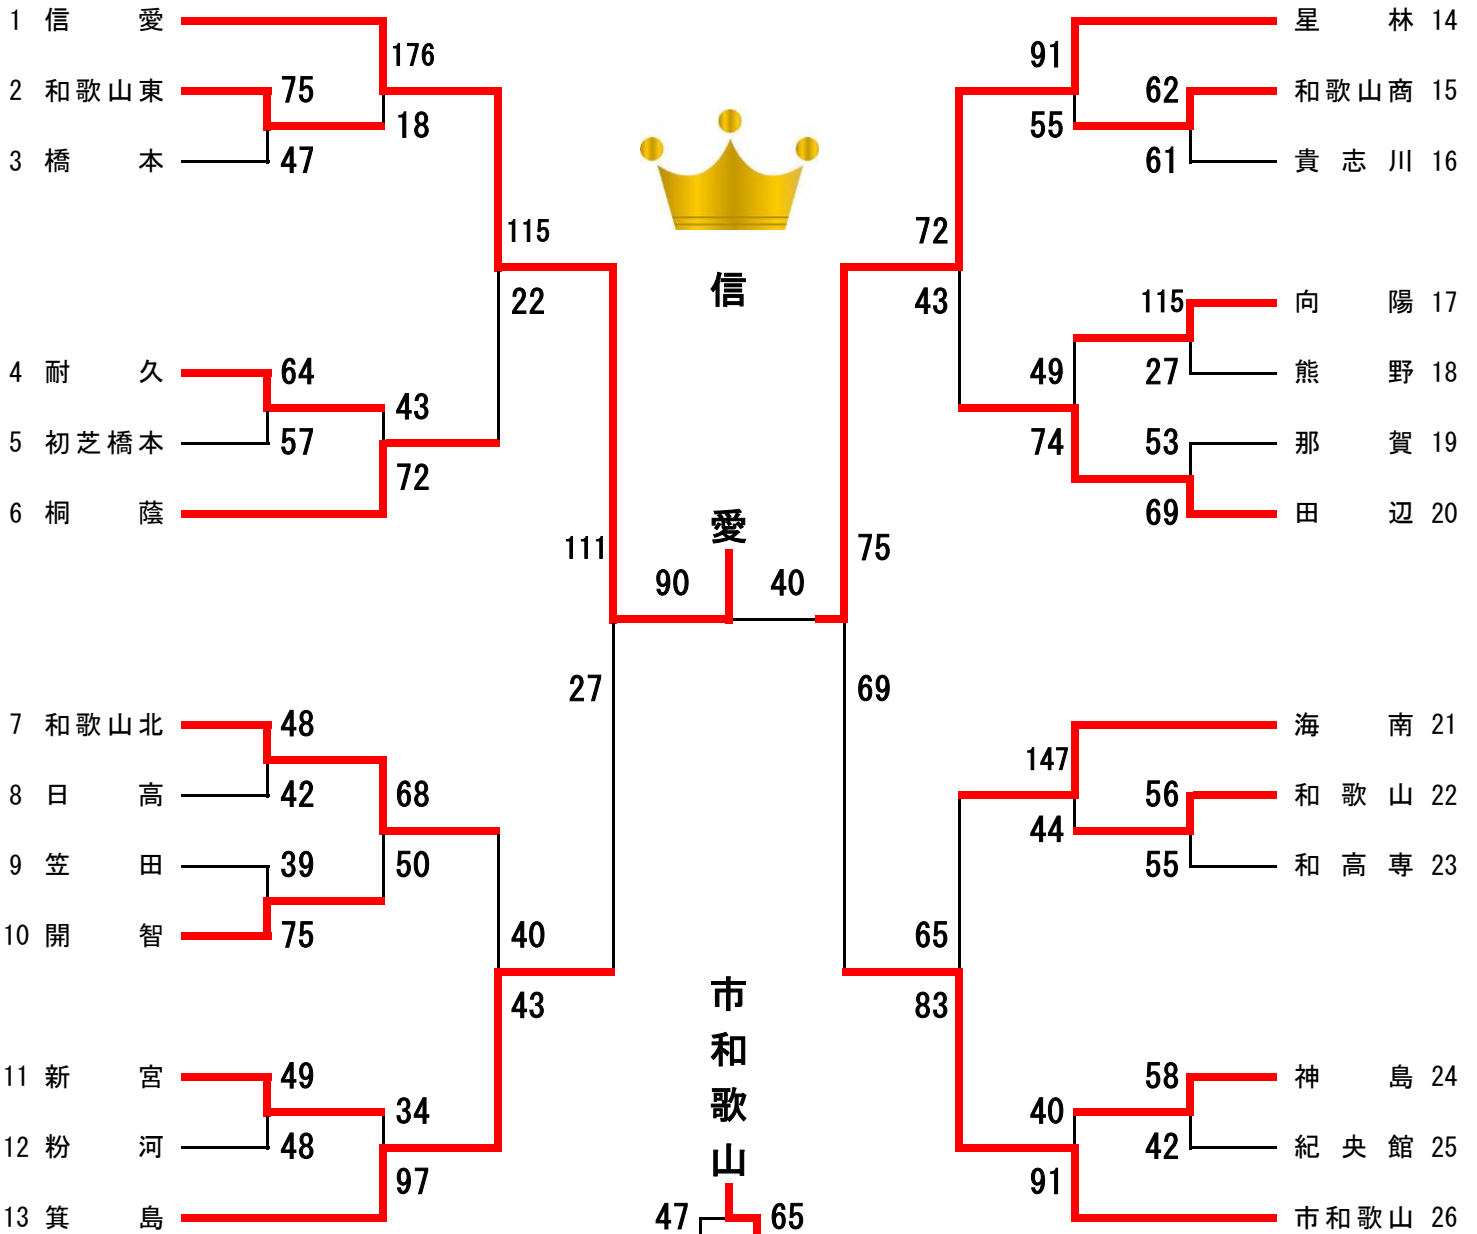 1 信愛
176
2 和歌山東 75
18
3 橋本 47
115
22
4 耐久 64
43
5 初芝橋本 57
72
6 桐蔭
111
27
7 和歌山北 48
8 日高 42
68
9 笠田 39
50
10 開智 75
40
43
11 新宮 49
34
12 粉河 48
97
13 箕島
信愛
90 40
市和歌山
47 65
星林 14
91
62 和歌山商 15
55
61 貴志川 16
72
43
115 向陽 17
49
27 熊野 18
74
53 那賀 19
69 田辺 20
75
69
海南 21
147
56 和歌山 22
44
55 和高専 23
65
83
58 神島 24
40
42 紀央館 25
91
市和歌山 26